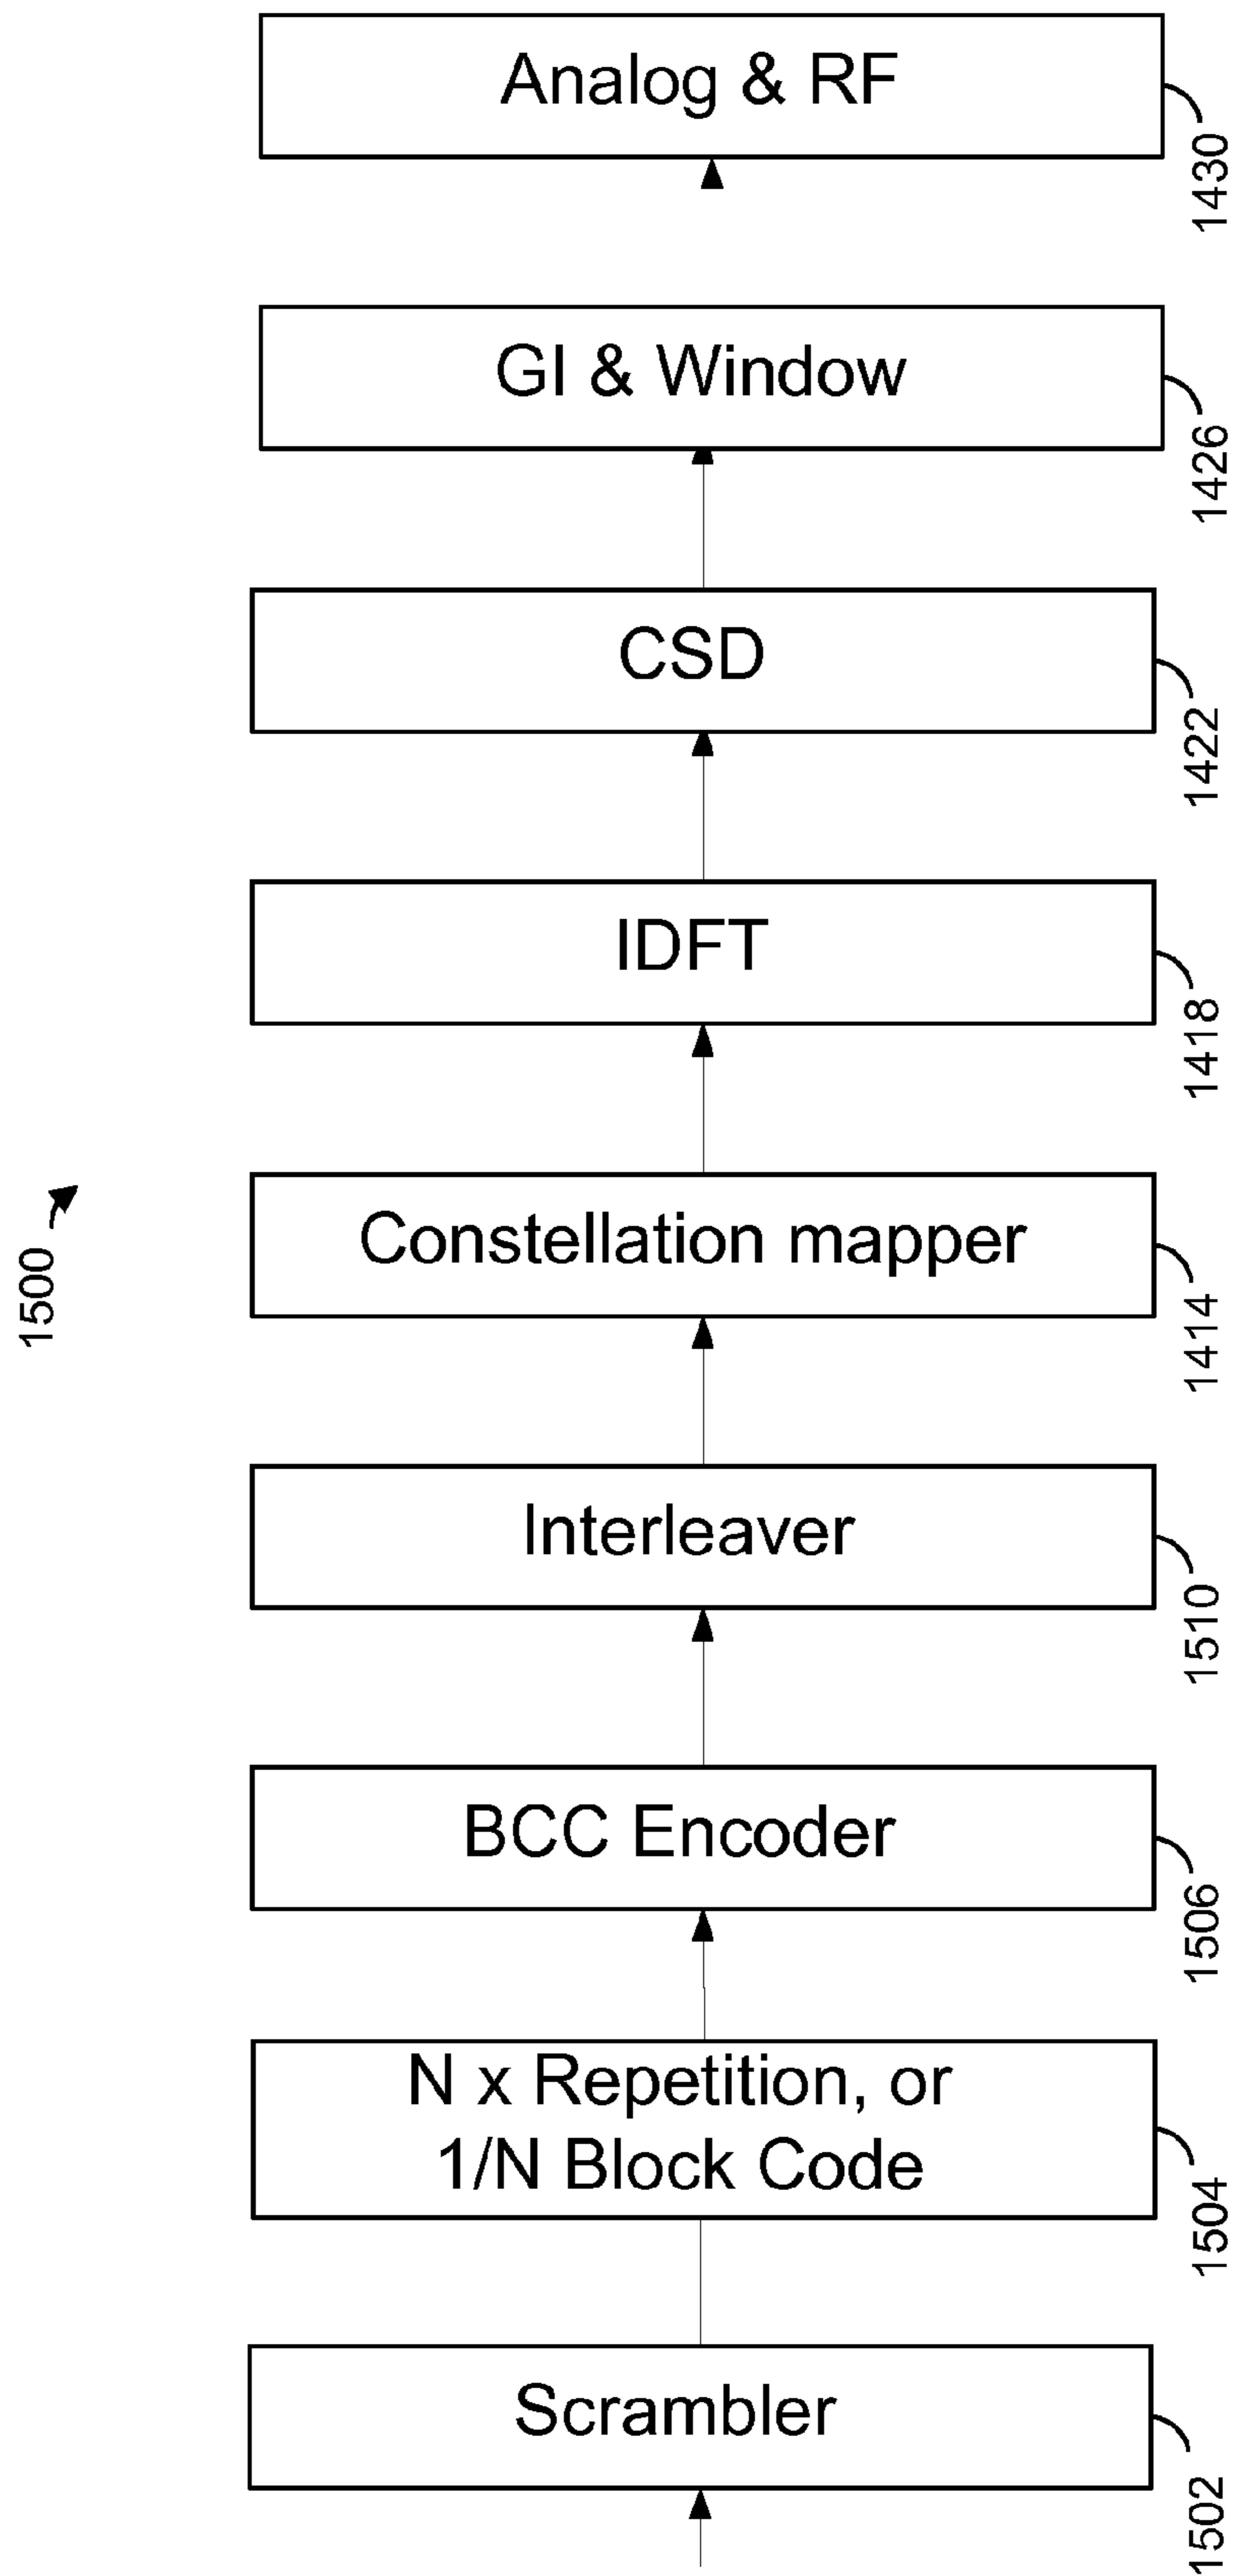 Analog & RF
1430
GI & Window
1426
CSD
1422
IDFT
1418
1500
Constellation mapper
1414
Interleaver
1510
BCC Encoder
1506
N x Repetition, or
1/N Block Code
1504
Scrambler
1502